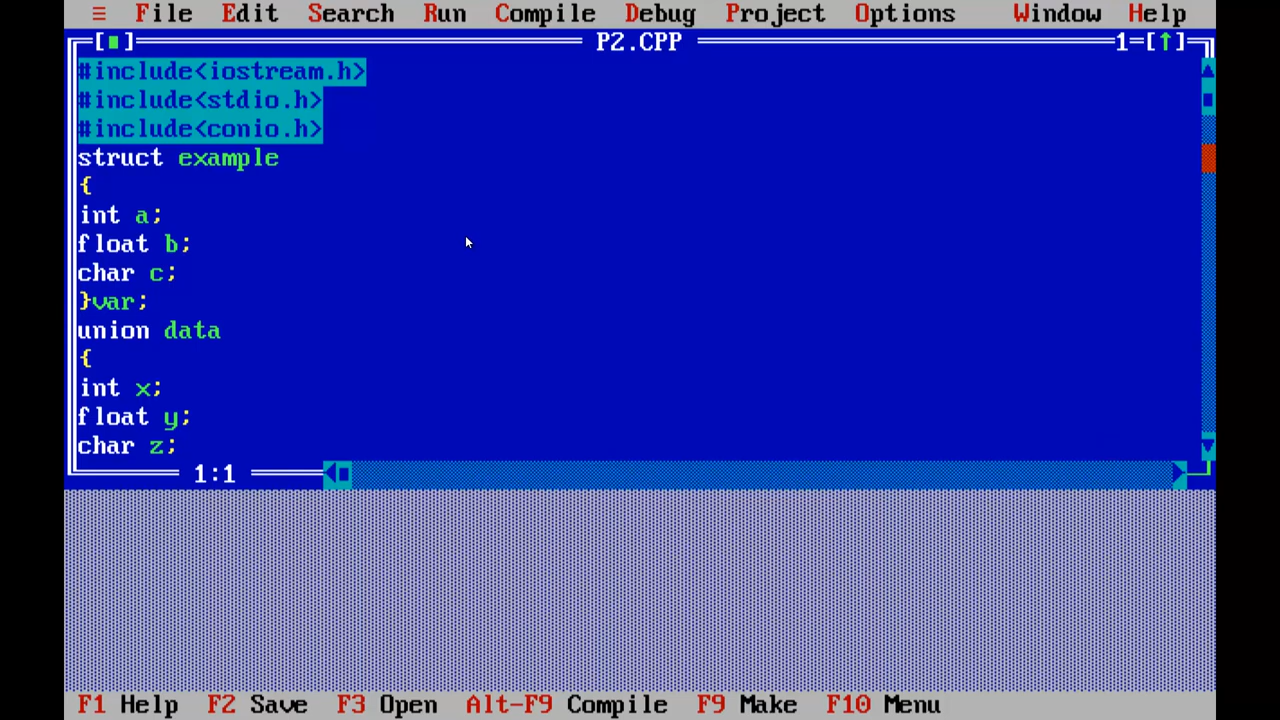 ≡ File Edit Search Run Compile Debug Project Options Window Help
[■] P2.CPP 1=[↑]
#include<iostream.h>
#include<stdio.h>
#include<conio.h>
struct example
{
int a;
float b;
char c;
}var;
union data
{
int x;
float y;
char z;
1:1
F1 Help F2 Save F3 Open Alt-F9 Compile F9 Make F10 Menu